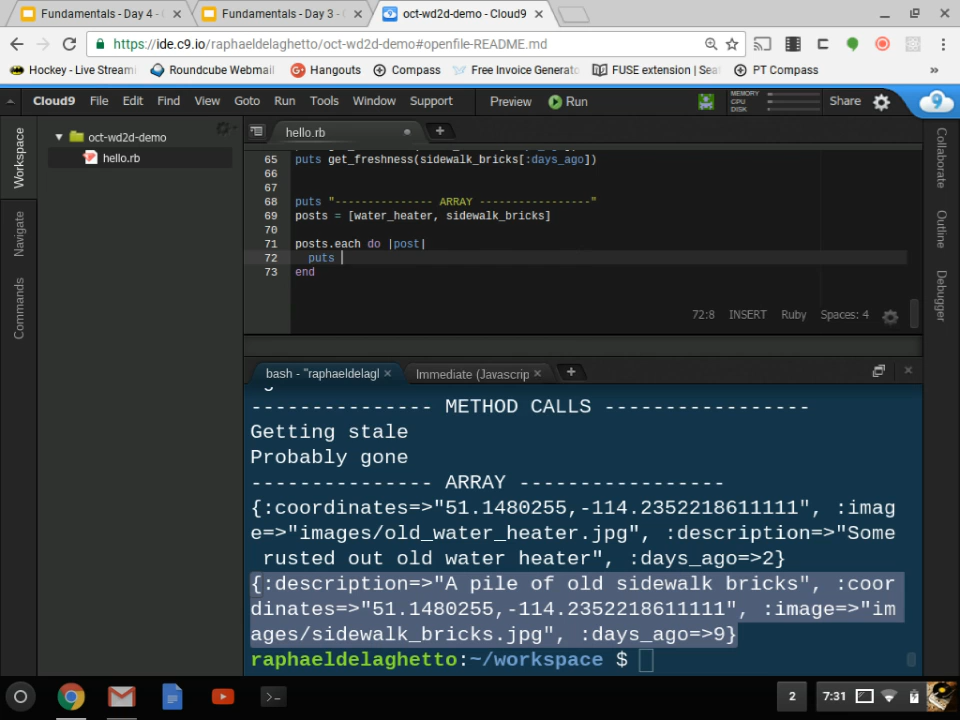 Fundamentals - Day 4 -
Fundamentals - Day 3 -
oct-wd2d-demo - Cloud9
https://ide.c9.io/raphaeldelaghetto/oct-wd2d-demo#openfile-README.md
Hockey - Live Stream
Roundcube Webmail
Hangouts
Compass
Free Invoice Generato
FUSE extension | Sea
PT Compass
»
Cloud9 File Edit Find View Goto Run Tools Window Support Preview Run
MEMORY
CPU
DISK
Share
Workspace
Navigate
Commands
oct-wd2d-demo
hello.rb
hello.rb
65 puts get_freshness(sidewalk_bricks[:days_ago])
66
67
68 puts "--------------- ARRAY -----------------"
69 posts = [water_heater, sidewalk_bricks]
70
71 posts.each do |post|
72 puts
73 end
72:8 INSERT Ruby Spaces: 4
Collaborate
Outline
Debugger
bash - "raphaeldelagl
Immediate (Javascrip
--------------- METHOD CALLS -----------------
Getting stale
Probably gone
--------------- ARRAY -----------------
{:coordinates=>"51.1480255,-114.2352218611111", :imag
e=>"images/old_water_heater.jpg", :description=>"Some
rusted out old water heater", :days_ago=>2}
{:description=>"A pile of old sidewalk bricks", :coor
dinates=>"51.1480255,-114.2352218611111", :image=>"im
ages/sidewalk_bricks.jpg", :days_ago=>9}
raphaeldelaghetto:~/workspace $
2
7:31